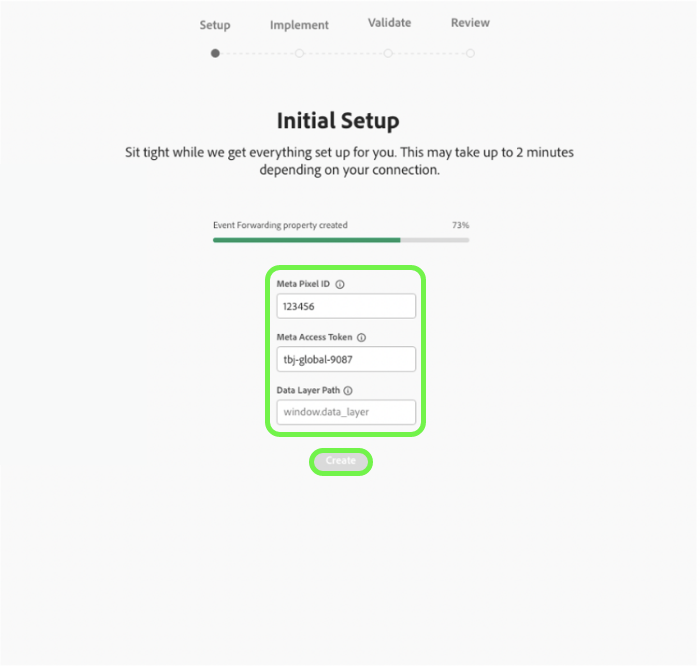 Setup Implement Validate Review
Initial Setup
Sit tight while we get everything set up for you. This may take up to 2 minutes
depending on your connection.
Event Forwarding property created 73%
Meta Pixel ID
123456
Meta Access Token
tbj-global-9087
Data Layer Path
window.data_layer
Create